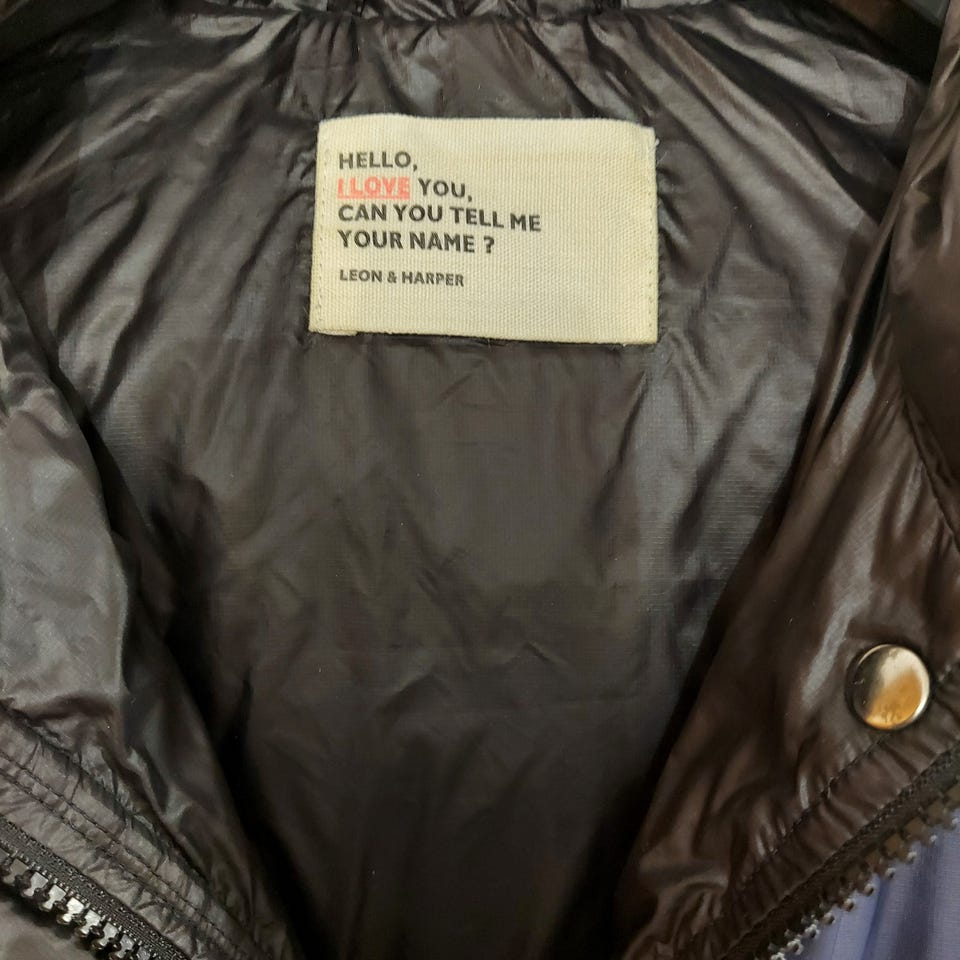 HELLO,
I LOVE YOU,
CAN YOU TELL ME
YOUR NAME ?
LEON & HARPER